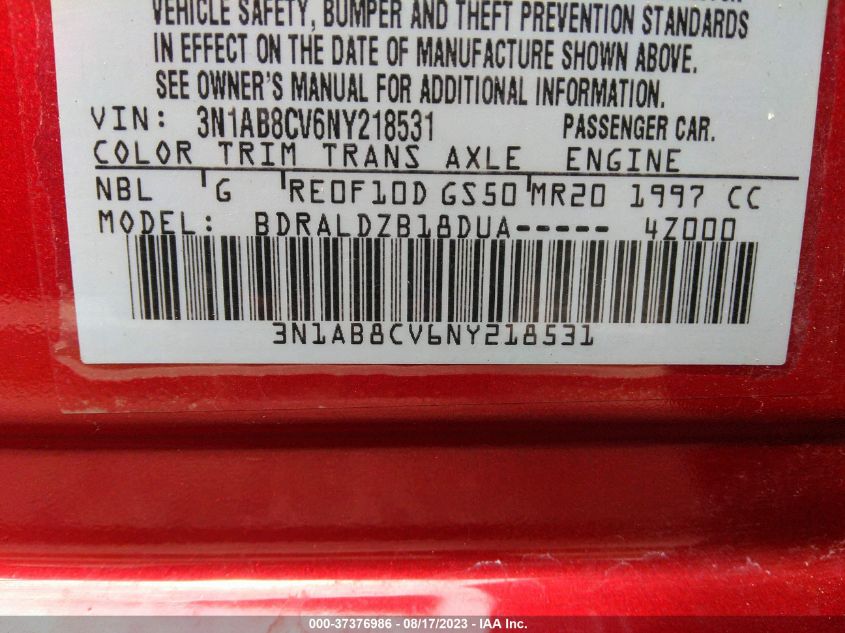 VEHICLE SAFETY, BUMPER AND THEFT PREVENTION STANDARDS
IN EFFECT ON THE DATE OF MANUFACTURE SHOWN ABOVE.
SEE OWNER'S MANUAL FOR ADDITIONAL INFORMATION.
VIN: 3N1AB8CV6NY218531 PASSENGER CAR.
COLOR TRIM TRANS AXLE ENGINE
NBL G RE0F10D GS50 MR20 1997 CC
MODEL: BDRALDZB18DUA----- 4Z000
3N1AB8CV6NY218531
000-37376986 - 08/17/2023 - IAA Inc.